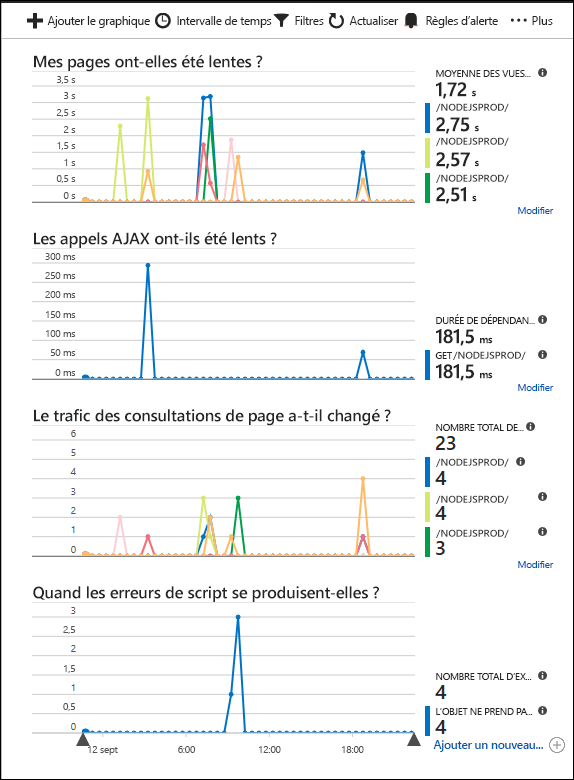 Ajouter le graphique Intervalle de temps Filtres Actualiser Règles d'alerte Plus
Mes pages ont-elles été lentes ?
3,5 s
3 s
2,5 s
2 s
1,5 s
1 s
0,5 s
0 s
MOYENNE DES VUES...
1,72 s
/NODEJSPROD/
2,75 s
/NODEJSPROD/
2,57 s
/NODEJSPROD/
2,51 s
Modifier
Les appels AJAX ont-ils été lents ?
300 ms
250 ms
200 ms
150 ms
100 ms
50 ms
0 ms
DURÉE DE DÉPENDAN...
181,5 ms
GET/NODEJSPROD/
181,5 ms
Modifier
Le trafic des consultations de page a-t-il changé ?
6
5
4
3
2
1
0
NOMBRE TOTAL DE...
23
/NODEJSPROD/
4
/NODEJSPROD/
4
/NODEJSPROD/
3
Modifier
Quand les erreurs de script se produisent-elles ?
3
2,5
2
1,5
1
0,5
0
12 sept 6:00 12:00 18:00
NOMBRE TOTAL D'EX...
4
L'OBJET NE PREND PA...
4
Ajouter un nouveau...